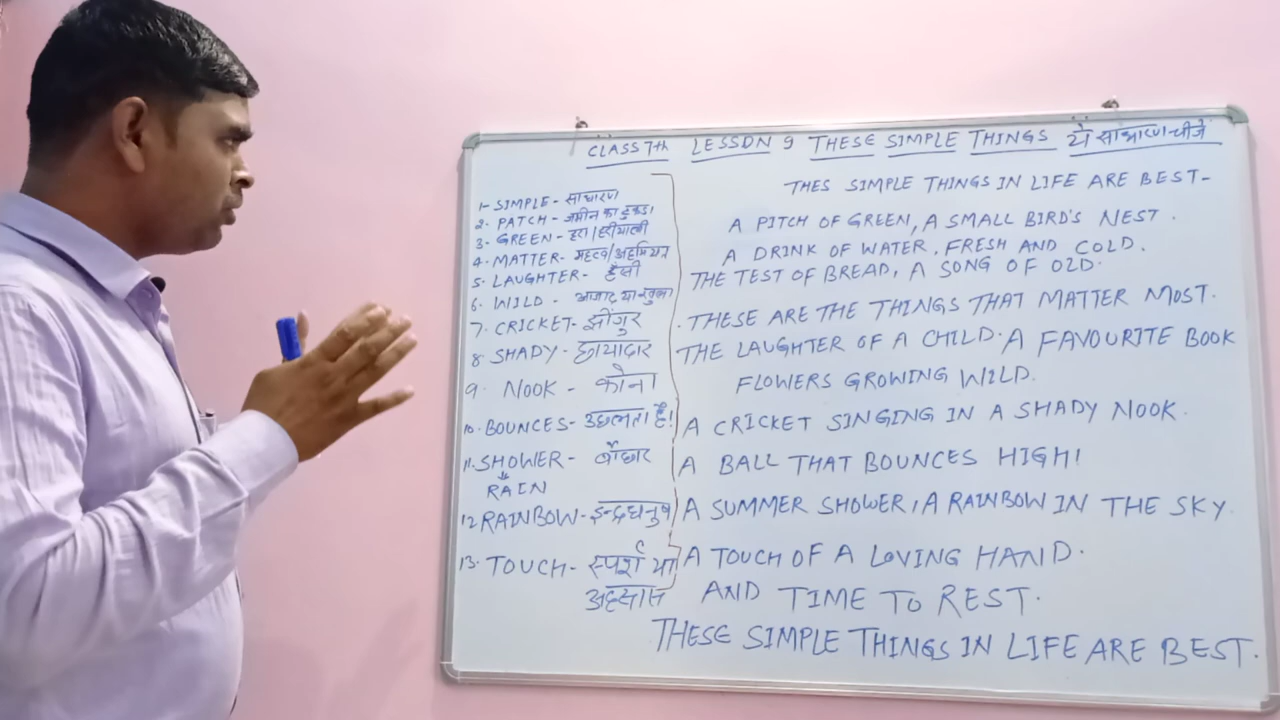 CLASS 7th LESSON 9 THESE SIMPLE THINGS ये साधारण चीजें
1- SIMPLE - साधारण
2. PATCH - जमीन का टुकड़ा
3. GREEN - हरा/हरीयाली
4. MATTER - महत्व/अहमियत
5. LAUGHTER - हँसी
6. WILD - आजाद या
7. CRICKET - झींगुर
8. SHADY - छायादार
9. NOOK - कोना
10. BOUNCES - उछलता है।
11. SHOWER - बौछार
RAIN
12 RAINBOW - इन्द्रधनुष
13. TOUCH - स्पर्श या
अहसास
THES SIMPLE THINGS IN LIFE ARE BEST-
A PITCH OF GREEN, A SMALL BIRD'S NEST.
A DRINK OF WATER, FRESH AND COLD.
THE TEST OF BREAD, A SONG OF OLD.
. THESE ARE THE THINGS THAT MATTER MOST.
THE LAUGHTER OF A CHILD. A FAVOURITE BOOK
FLOWERS GROWING WILD.
A CRICKET SINGING IN A SHADY NOOK.
A BALL THAT BOUNCES HIGH!
A SUMMER SHOWER, A RAINBOW IN THE SKY.
A TOUCH OF A LOVING HAND.
AND TIME TO REST.
THESE SIMPLE THINGS IN LIFE ARE BEST.